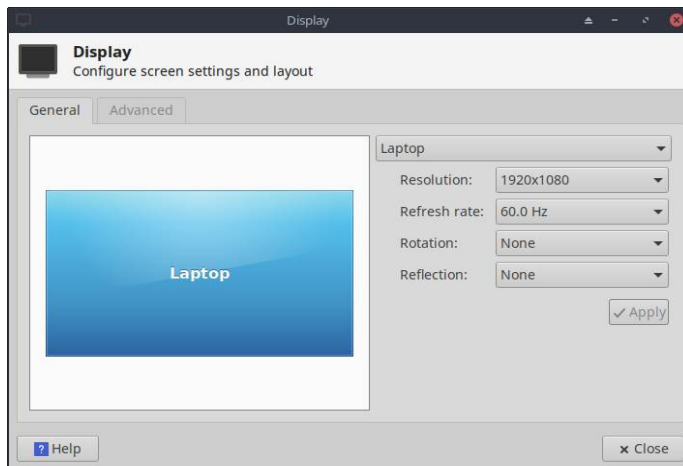 Display
Display
Configure screen settings and layout
General Advanced
Laptop
Laptop
Resolution: 1920x1080
Refresh rate: 60.0 Hz
Rotation: None
Reflection: None
Apply
? Help
Close